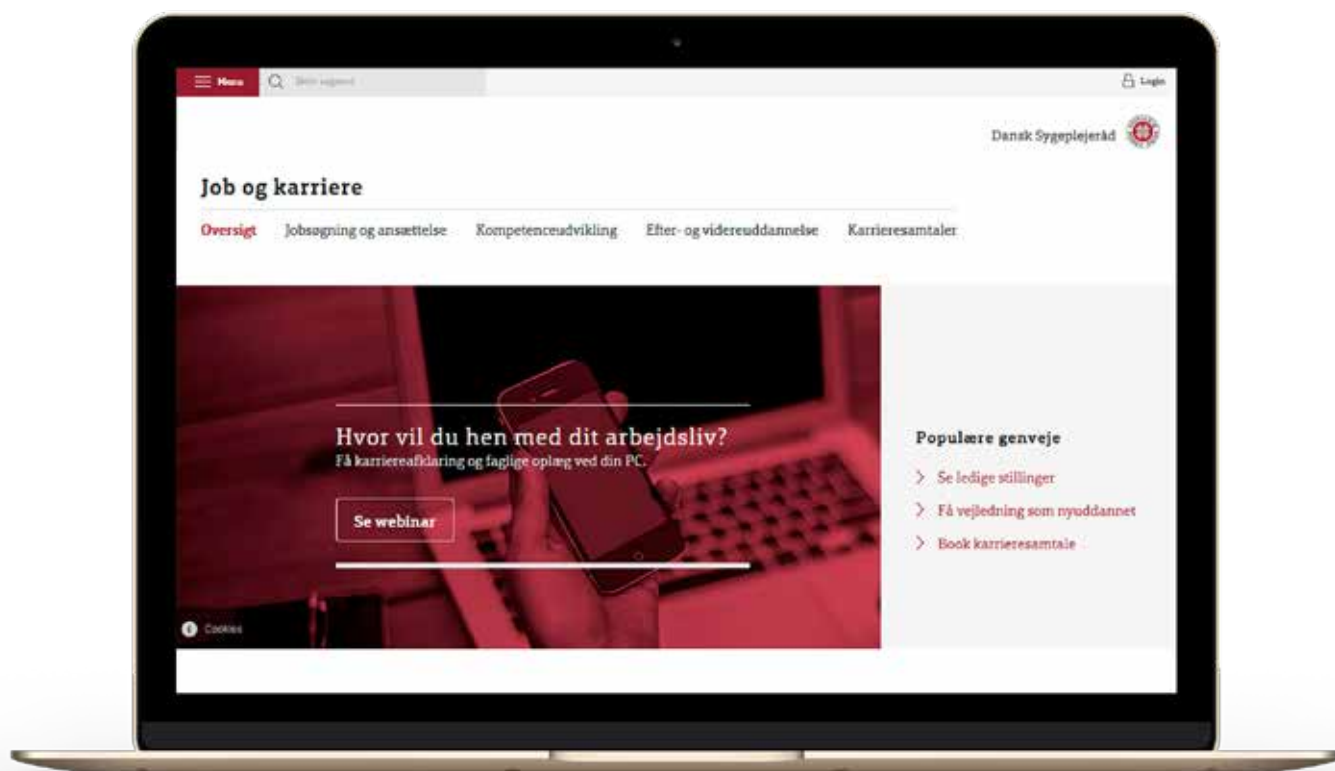 Menu
Login
Dansk Sygeplejeråd
Job og karriere
Oversigt Jobsøgning og ansættelse Kompetenceudvikling Efter- og videreuddannelse Karrieresamtaler
Hvor vil du hen med dit arbejdsliv?
Få karriereafklaring og faglige oplæg ved din PC.
Se webinar
Populære genveje
Se ledige stillinger
Få vejledning som nyuddannet
Book karrieresamtale
Cookies